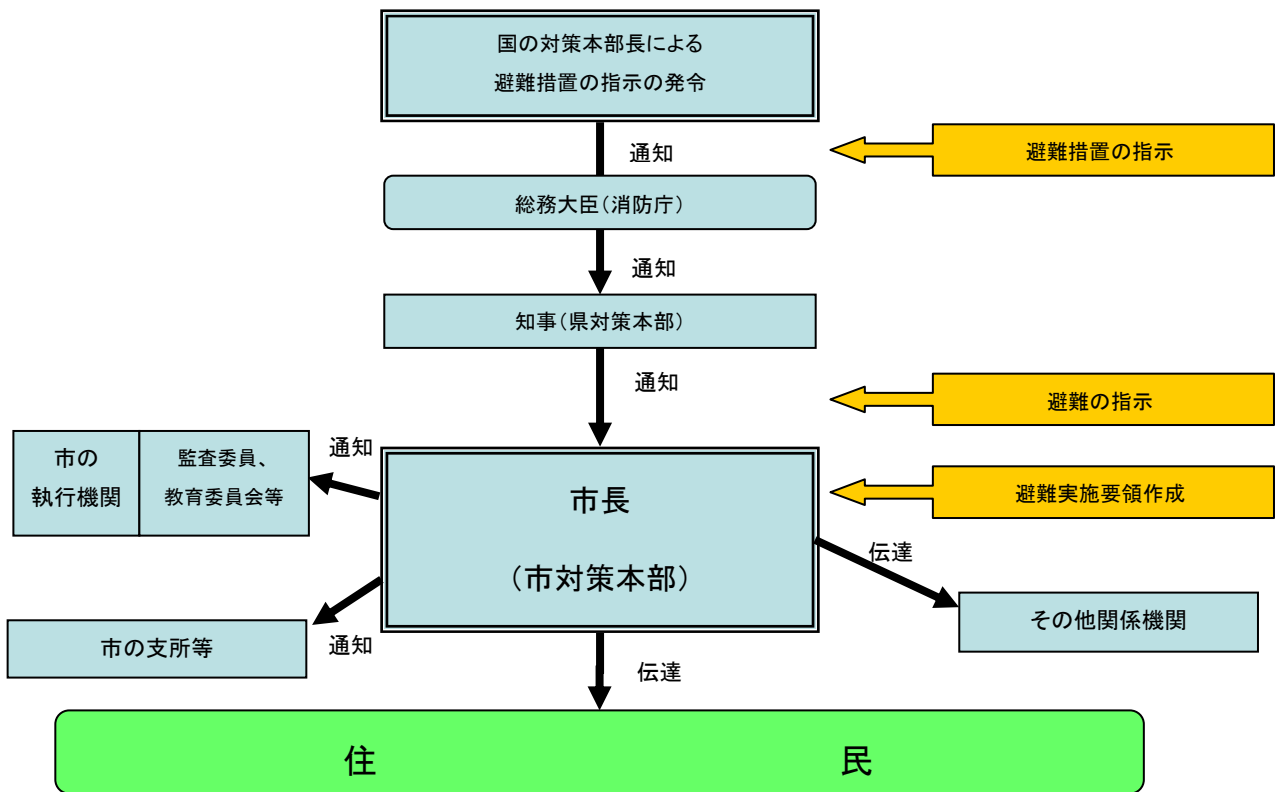 国の対策本部長による
避難措置の指示の発令
通知
避難措置の指示
総務大臣(消防庁)
通知
知事(県対策本部)
通知
避難の指示
市の
執行機関
監査委員、
教育委員会等
通知
市長
(市対策本部)
避難実施要領作成
伝達
その他関係機関
市の支所等
通知
伝達
住民